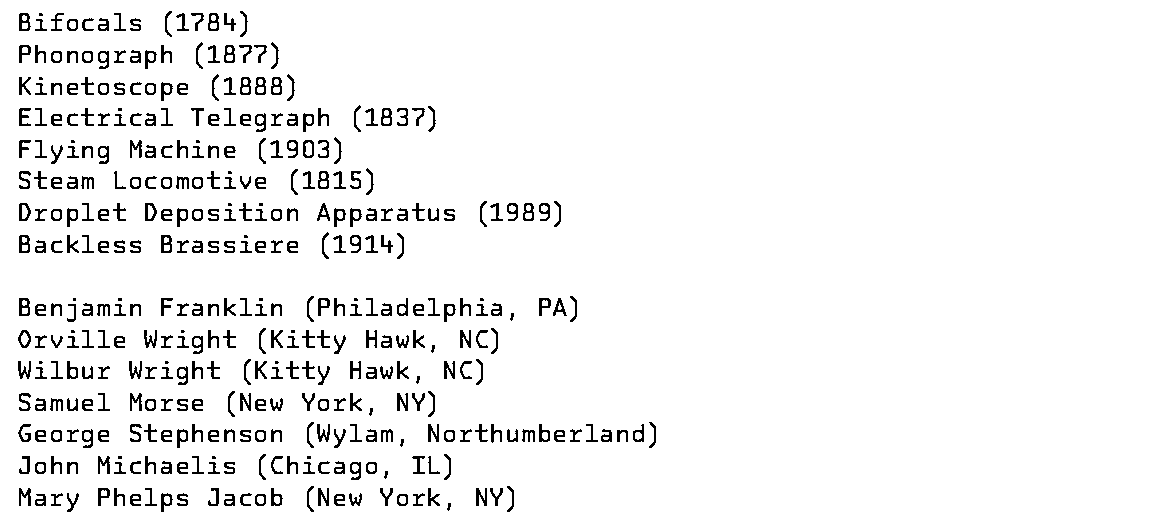 Bifocals (1784)
Phonograph (1877)
Kinetoscope (1888)
Electrical Telegraph (1837)
Flying Machine (1903)
Steam Locomotive (1815)
Droplet Deposition Apparatus (1989)
Backless Brassiere (1914)
Benjamin Franklin (Philadelphia, PA)
Orville Wright (Kitty Hawk, NC)
Wilbur Wright (Kitty Hawk, NC)
Samuel Morse (New York, NY)
George Stephenson (Wylam, Northumberland)
John Michaelis (Chicago, IL)
Mary Phelps Jacob (New York, NY)